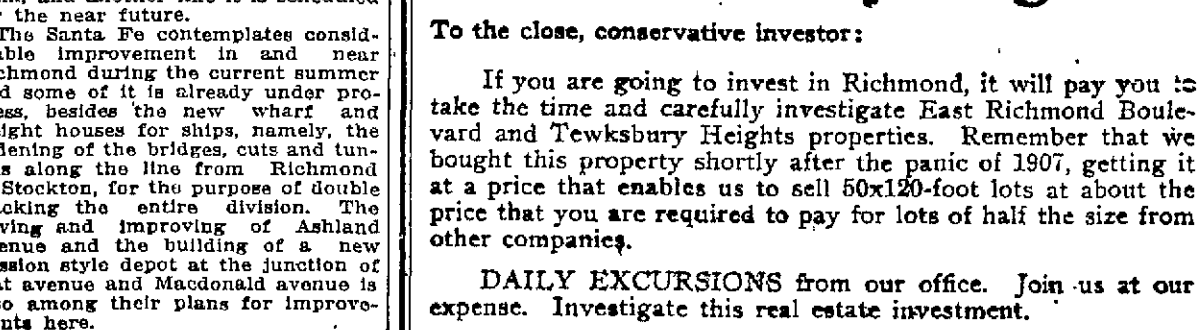 the near future.
The Santa Fe contemplates consid-
able improvement in and near
chmond during the current summer
d some of it is already under pro-
ess, besides the new wharf and
eight houses for ships, namely, the
dening of the bridges, cuts and tun-
s along the line from Richmond
Stockton, for the purpose of double
cking the entire division. The
ving and improving of Ashland
enue and the building of a new
ssion style depot at the junction of
t avenue and Macdonald avenue is
o among their plans for improve-
nts here.
To the close, conservative investor:
If you are going to invest in Richmond, it will pay you to
take the time and carefully investigate East Richmond Boule-
vard and Tewksbury Heights properties. Remember that we
bought this property shortly after the panic of 1907, getting it
at a price that enables us to sell 50x120-foot lots at about the
price that you are required to pay for lots of half the size from
other companies.
DAILY EXCURSIONS from our office. Join us at our
expense. Investigate this real estate investment.